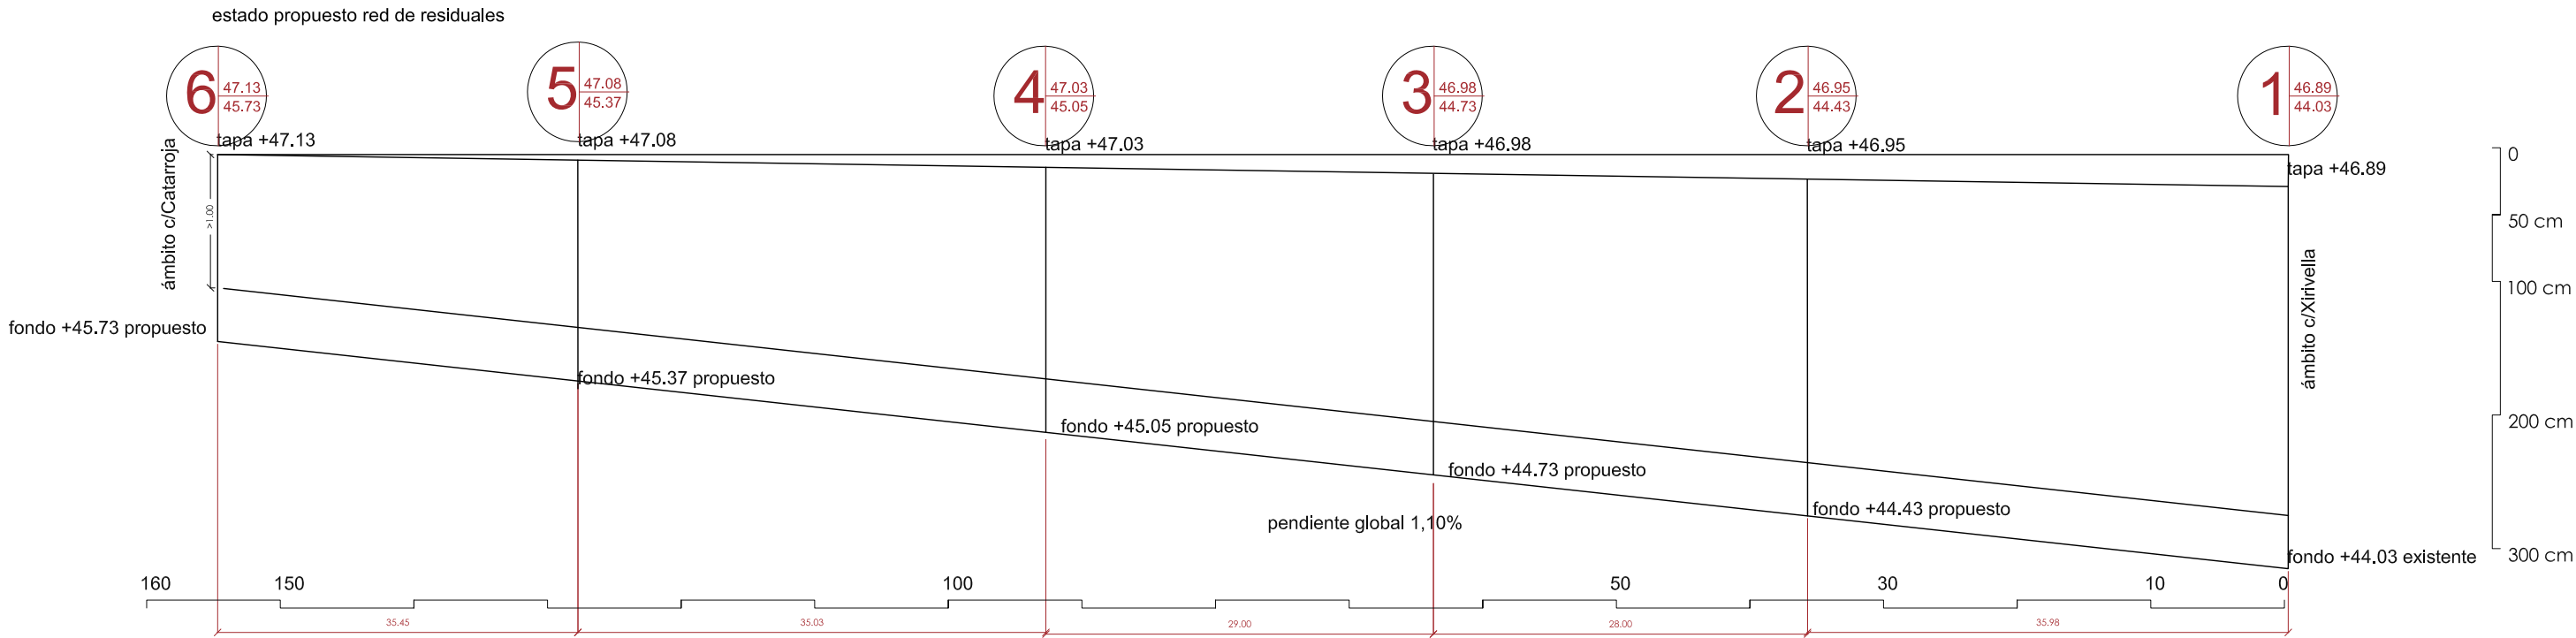 estado propuesto red de residuales
6 47.13 45.73
5 47.08 45.37
4 47.03 45.05
3 46.98 44.73
2 46.95 44.43
1 46.89 44.03
tapa +47.13
tapa +47.08
tapa +47.03
tapa +46.98
tapa +46.95
tapa +46.89
ámbito c/Catarroja
>1.00
ámbito c/Xirivella
0
50 cm
100 cm
200 cm
300 cm
fondo +45.73 propuesto
fondo +45.37 propuesto
fondo +45.05 propuesto
fondo +44.73 propuesto
fondo +44.43 propuesto
fondo +44.03 existente
pendiente global 1,10%
160 150 100 50 30 10 0
35.45 35.03 29.00 28.00 35.98